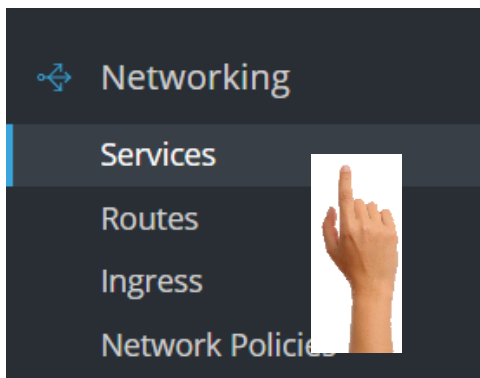 Networking
Services
Routes
Ingress
Network Policies